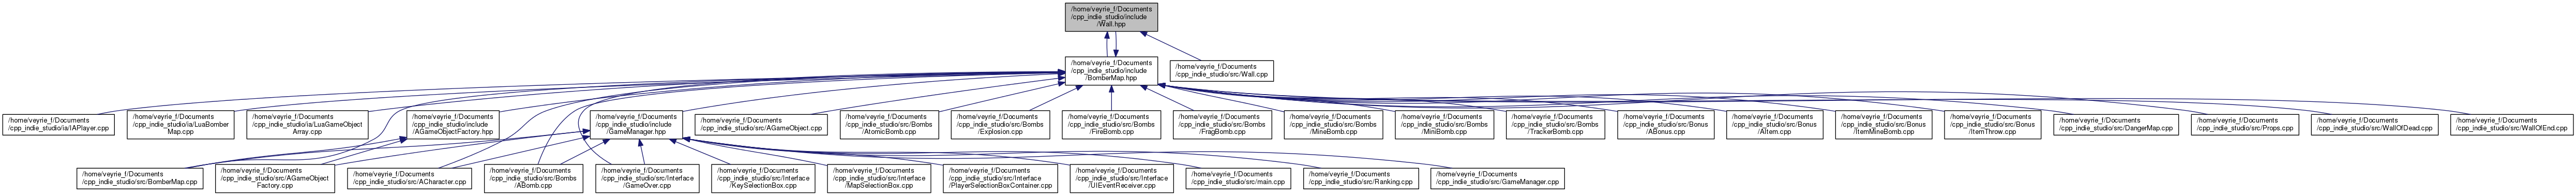 /home/veyrie_f/Documents
/cpp_indie_studio/include
/Wall.hpp
/home/veyrie_f/Documents
/cpp_indie_studio/include
/BomberMap.hpp
/home/veyrie_f/Documents
/cpp_indie_studio/src/Wall.cpp
/home/veyrie_f/Documents
/cpp_indie_studio/ia/IAPlayer.cpp
/home/veyrie_f/Documents
/cpp_indie_studio/ia/LuaBomber
Map.cpp
/home/veyrie_f/Documents
/cpp_indie_studio/ia/LuaGameObject
Array.cpp
/home/veyrie_f/Documents
/cpp_indie_studio/include
/AGameObjectFactory.hpp
/home/veyrie_f/Documents
/cpp_indie_studio/include
/GameManager.hpp
/home/veyrie_f/Documents
/cpp_indie_studio/src/AGameObject.cpp
/home/veyrie_f/Documents
/cpp_indie_studio/src/Bombs
/AtomicBomb.cpp
/home/veyrie_f/Documents
/cpp_indie_studio/src/Bombs
/Explosion.cpp
/home/veyrie_f/Documents
/cpp_indie_studio/src/Bombs
/FireBomb.cpp
/home/veyrie_f/Documents
/cpp_indie_studio/src/Bombs
/FragBomb.cpp
/home/veyrie_f/Documents
/cpp_indie_studio/src/Bombs
/MineBomb.cpp
/home/veyrie_f/Documents
/cpp_indie_studio/src/Bombs
/MiniBomb.cpp
/home/veyrie_f/Documents
/cpp_indie_studio/src/Bombs
/TrackerBomb.cpp
/home/veyrie_f/Documents
/cpp_indie_studio/src/Bonus
/ABonus.cpp
/home/veyrie_f/Documents
/cpp_indie_studio/src/Bonus
/AItem.cpp
/home/veyrie_f/Documents
/cpp_indie_studio/src/Bonus
/ItemMineBomb.cpp
/home/veyrie_f/Documents
/cpp_indie_studio/src/Bonus
/ItemThrow.cpp
/home/veyrie_f/Documents
/cpp_indie_studio/src/DangerMap.cpp
/home/veyrie_f/Documents
/cpp_indie_studio/src/Props.cpp
/home/veyrie_f/Documents
/cpp_indie_studio/src/WallOfDead.cpp
/home/veyrie_f/Documents
/cpp_indie_studio/src/WallOfEnd.cpp
/home/veyrie_f/Documents
/cpp_indie_studio/src/BomberMap.cpp
/home/veyrie_f/Documents
/cpp_indie_studio/src/AGameObject
Factory.cpp
/home/veyrie_f/Documents
/cpp_indie_studio/src/ACharacter.cpp
/home/veyrie_f/Documents
/cpp_indie_studio/src/Bombs
/ABomb.cpp
/home/veyrie_f/Documents
/cpp_indie_studio/src/Interface
/GameOver.cpp
/home/veyrie_f/Documents
/cpp_indie_studio/src/Interface
/KeySelectionBox.cpp
/home/veyrie_f/Documents
/cpp_indie_studio/src/Interface
/MapSelectionBox.cpp
/home/veyrie_f/Documents
/cpp_indie_studio/src/Interface
/PlayerSelectionBoxContainer.cpp
/home/veyrie_f/Documents
/cpp_indie_studio/src/Interface
/UIEventReceiver.cpp
/home/veyrie_f/Documents
/cpp_indie_studio/src/main.cpp
/home/veyrie_f/Documents
/cpp_indie_studio/src/Ranking.cpp
/home/veyrie_f/Documents
/cpp_indie_studio/src/GameManager.cpp